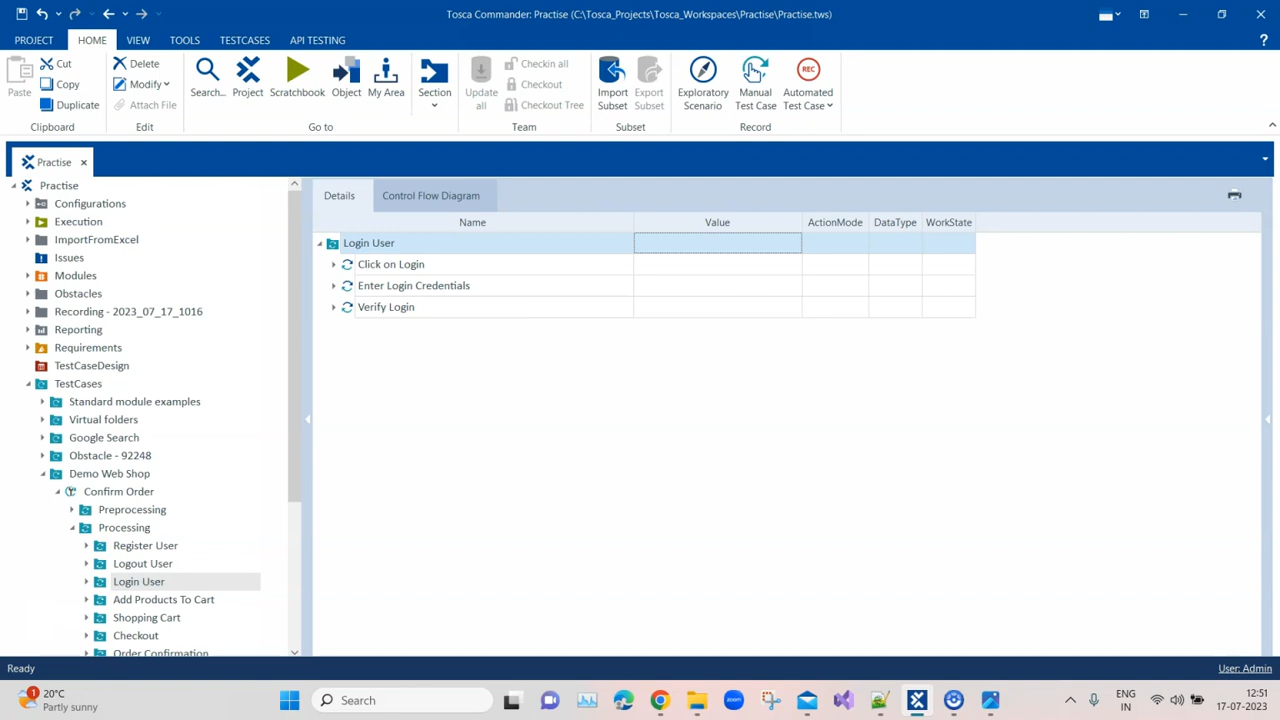 Tosca Commander: Practise (C:\Tosca_Projects\Tosca_Workspaces\Practise\Practise.tws)
PROJECT HOME VIEW TOOLS TESTCASES API TESTING ?
Paste
Cut
Copy
Duplicate
Clipboard
Delete
Modify
Attach File
Edit
Search...
Project
Scratchbook
Object
My Area
Section
Go to
Update all
Checkin all
Checkout
Checkout Tree
Team
Import Subset
Export Subset
Subset
Exploratory Scenario
Manual Test Case
REC
Automated Test Case
Record
Practise
Practise
Configurations
Execution
ImportFromExcel
Issues
Modules
Obstacles
Recording - 2023_07_17_1016
Reporting
Requirements
TestCaseDesign
TestCases
Standard module examples
Virtual folders
Google Search
Obstacle - 92248
Demo Web Shop
Confirm Order
Preprocessing
Processing
Register User
Logout User
Login User
Add Products To Cart
Shopping Cart
Checkout
Order Confirmation
Details Control Flow Diagram
Name Value ActionMode DataType WorkState
Login User
Click on Login
Enter Login Credentials
Verify Login
Ready User: Admin
1
20°C
Partly sunny
Search
ENG
IN
12:51
17-07-2023